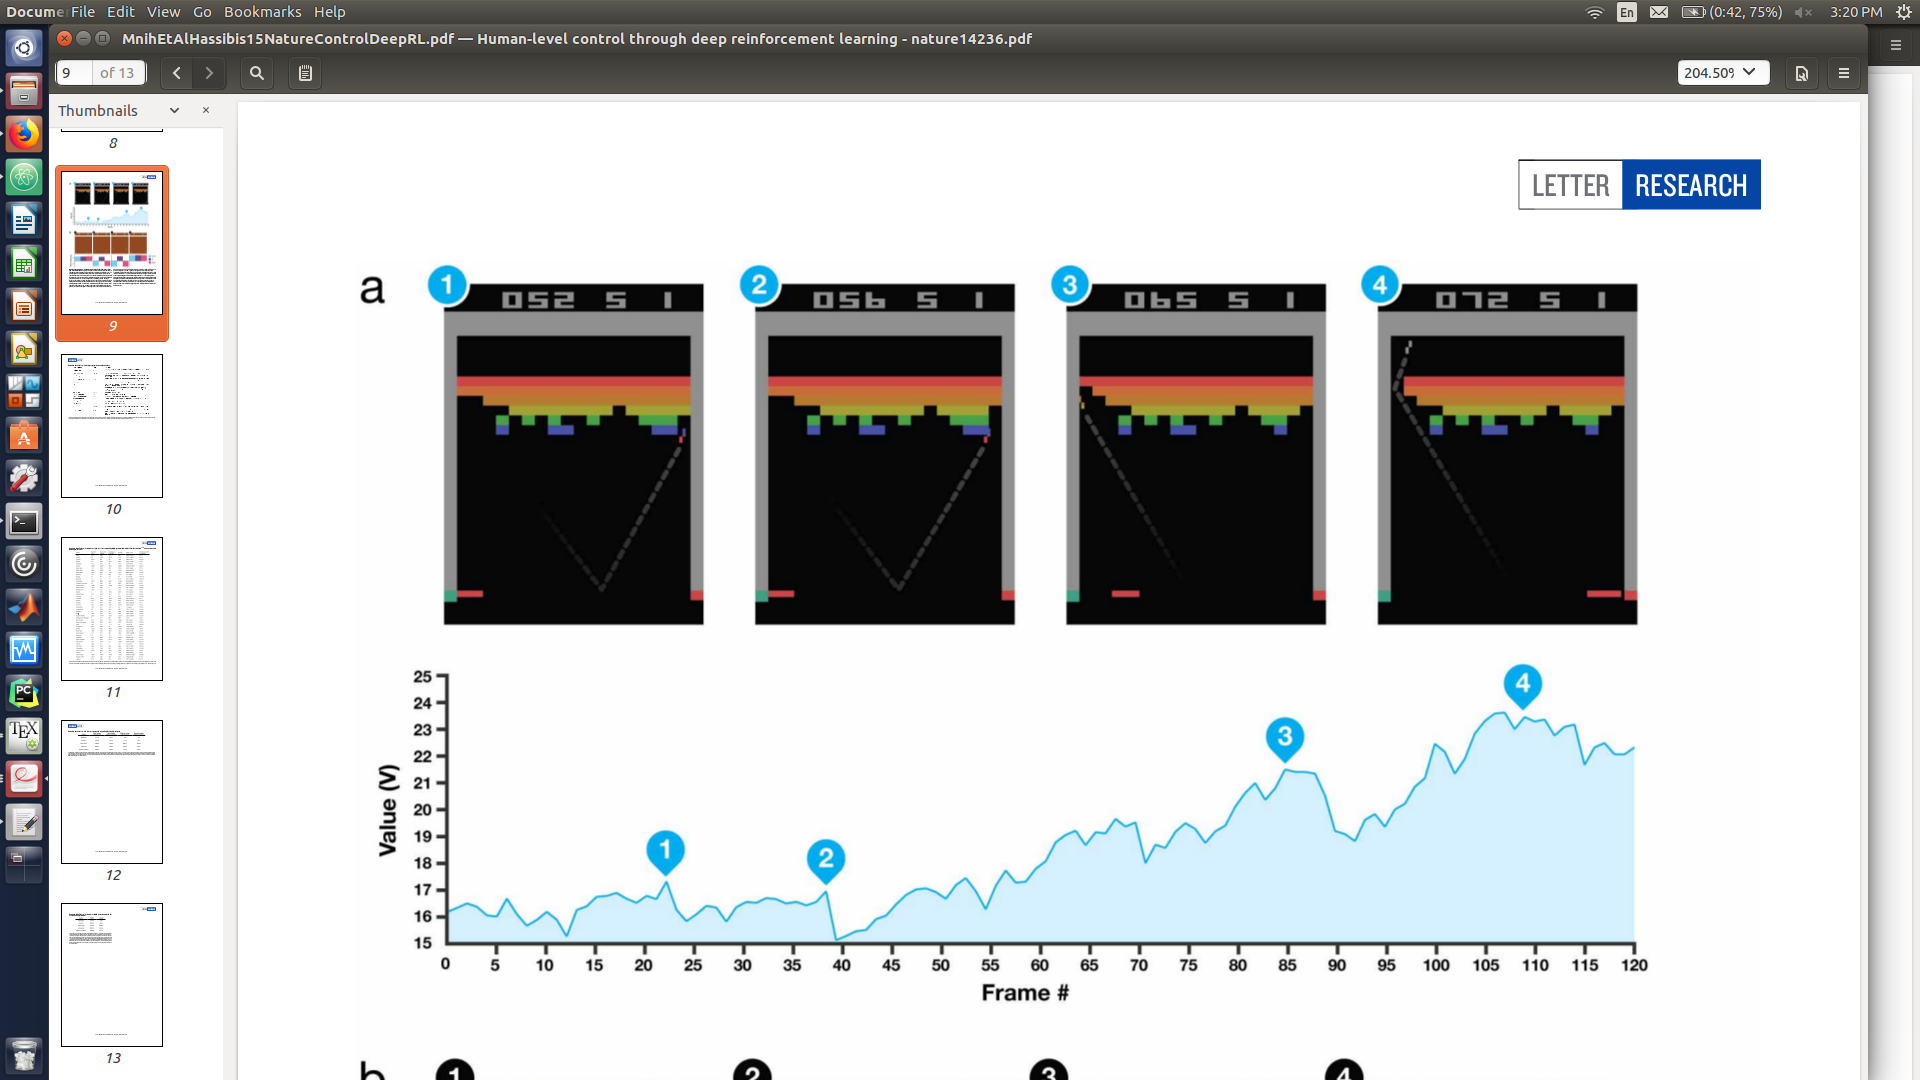 Docume File Edit View Go Bookmarks Help En (0:42, 75%) 3:20 PM
MnihEtAlHassibis15NatureControlDeepRL.pdf — Human-level control through deep reinforcement learning - nature14236.pdf
9 of 13 204.50%
Thumbnails
8
9
10
11
12
13
LETTER RESEARCH
a
1 2 3 4
052 5 1 056 5 1 065 5 1 072 5 1
25
24
23
22
21
20
19
18
17
16
15
Value (V)
1 2 3 4
0 5 10 15 20 25 30 35 40 45 50 55 60 65 70 75 80 85 90 95 100 105 110 115 120
Frame #
b 1 2 3 4
PC
TEX